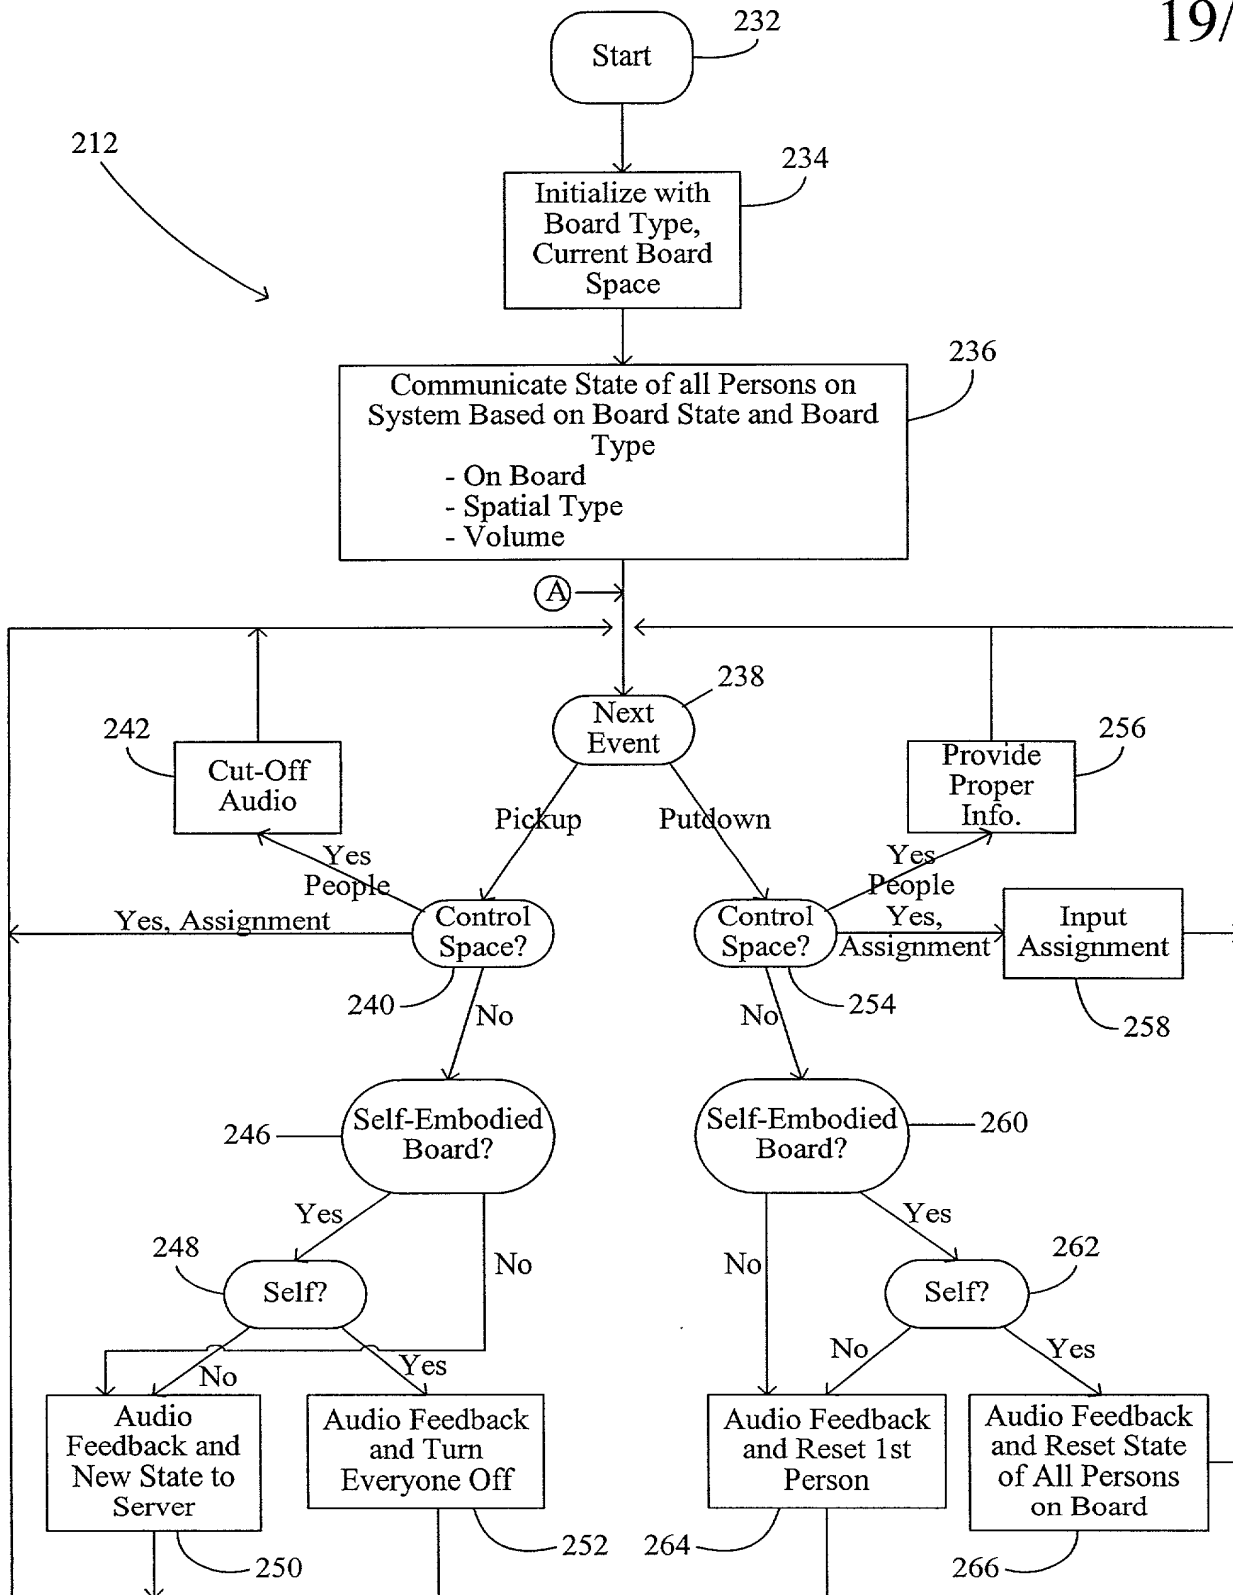 19/
232
Start
212
234
Initialize with
Board Type,
Current Board
Space
236
Communicate State of all Persons on
System Based on Board State and Board
Type
- On Board
- Spatial Type
- Volume
A
238
Next
Event
242
Cut-Off
Audio
256
Provide
Proper
Info.
Pickup
Putdown
Yes
People
Yes
People
Yes, Assignment
Control
Space?
Control
Space?
Yes,
Assignment
Input
Assignment
240
254
258
No
No
246
Self-Embodied
Board?
Self-Embodied
Board?
260
Yes
Yes
248
No
No
262
Self?
Self?
No
Yes
No
Yes
Audio
Feedback and
New State to
Server
Audio Feedback
and Turn
Everyone Off
Audio Feedback
and Reset 1st
Person
Audio Feedback
and Reset State
of All Persons
on Board
250
252
264
266